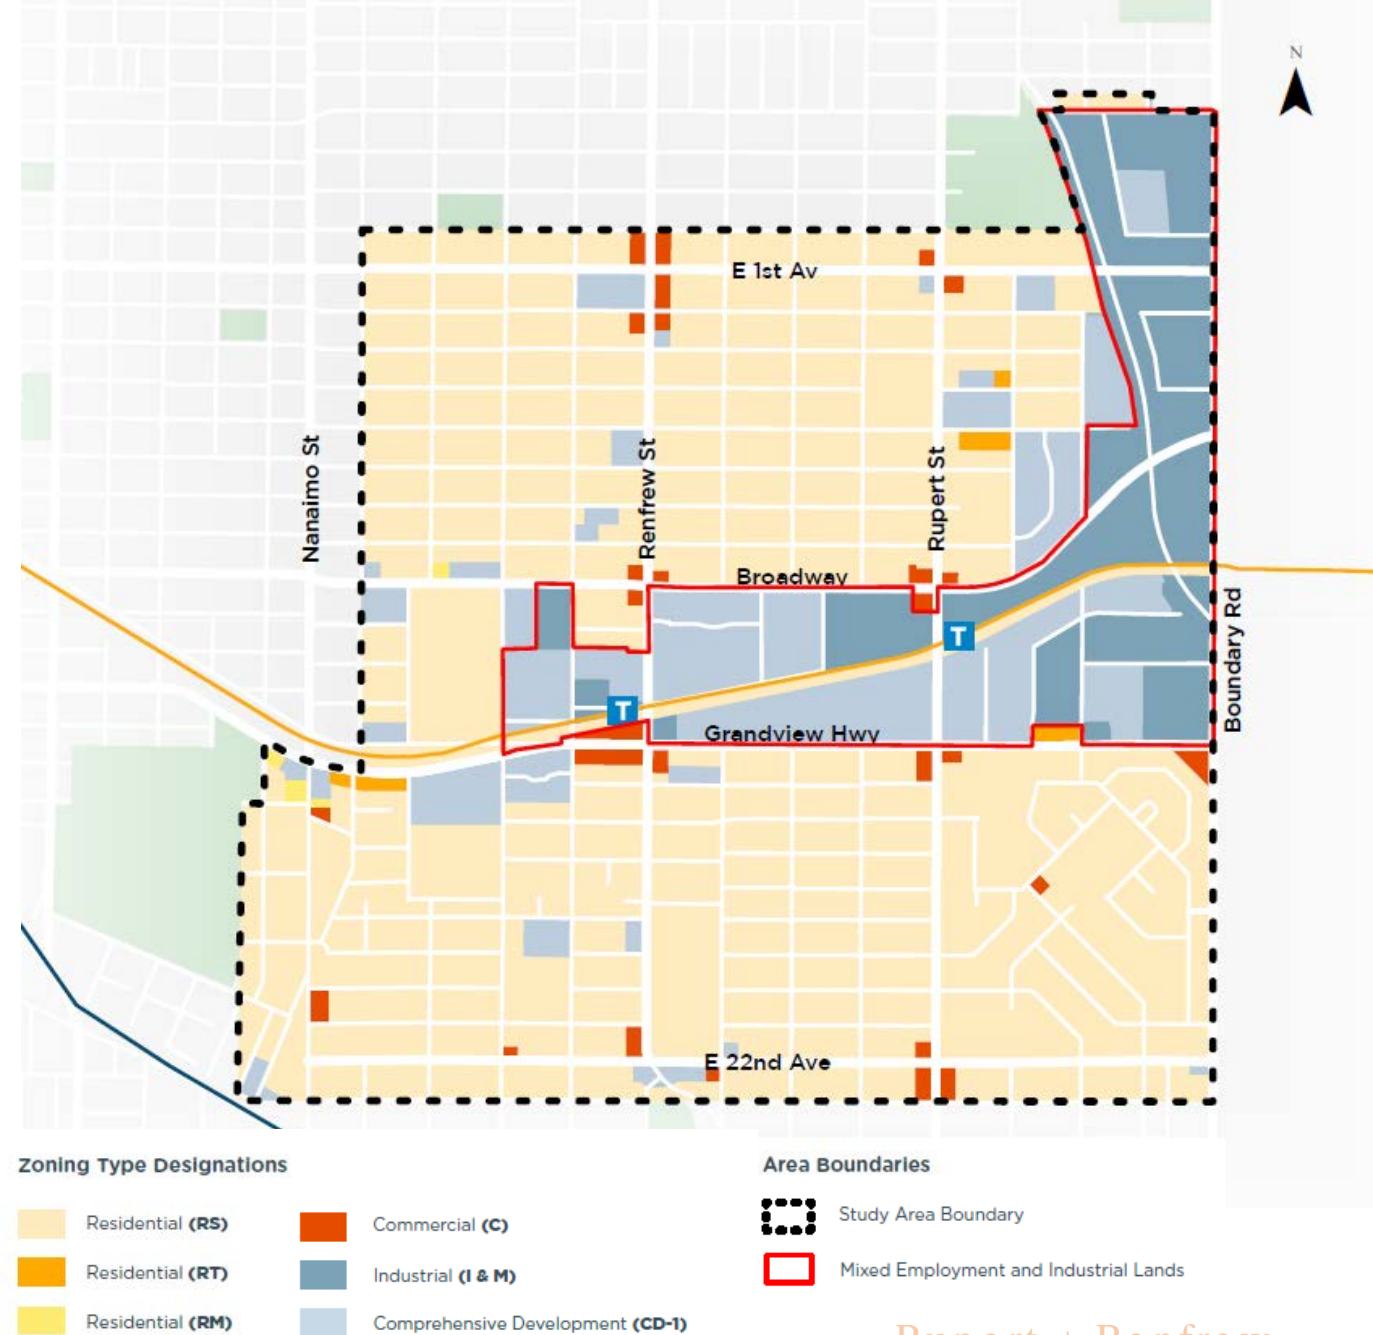 N
E 1st Av
Nanaimo St
Renfrew St
Rupert St
Broadway
T
T
Boundary Rd
Grandview Hwy
E 22nd Ave
Zoning Type Designations
Area Boundaries
Residential (RS)
Commercial (C)
Study Area Boundary
Residential (RT)
Industrial (I & M)
Mixed Employment and Industrial Lands
Residential (RM)
Comprehensive Development (CD-1)
Rupert + Renfrew